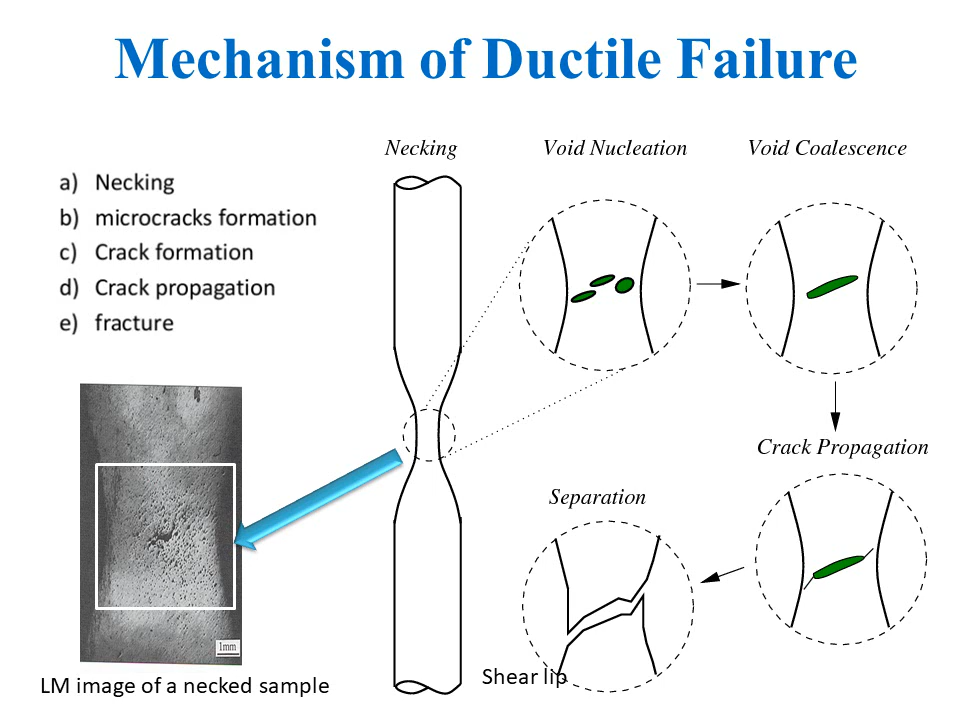 Mechanism of Ductile Failure
a) Necking
b) microcracks formation
c) Crack formation
d) Crack propagation
e) fracture
Necking
Void Nucleation
Void Coalescence
Crack Propagation
Separation
Shear lip
1mm
LM image of a necked sample